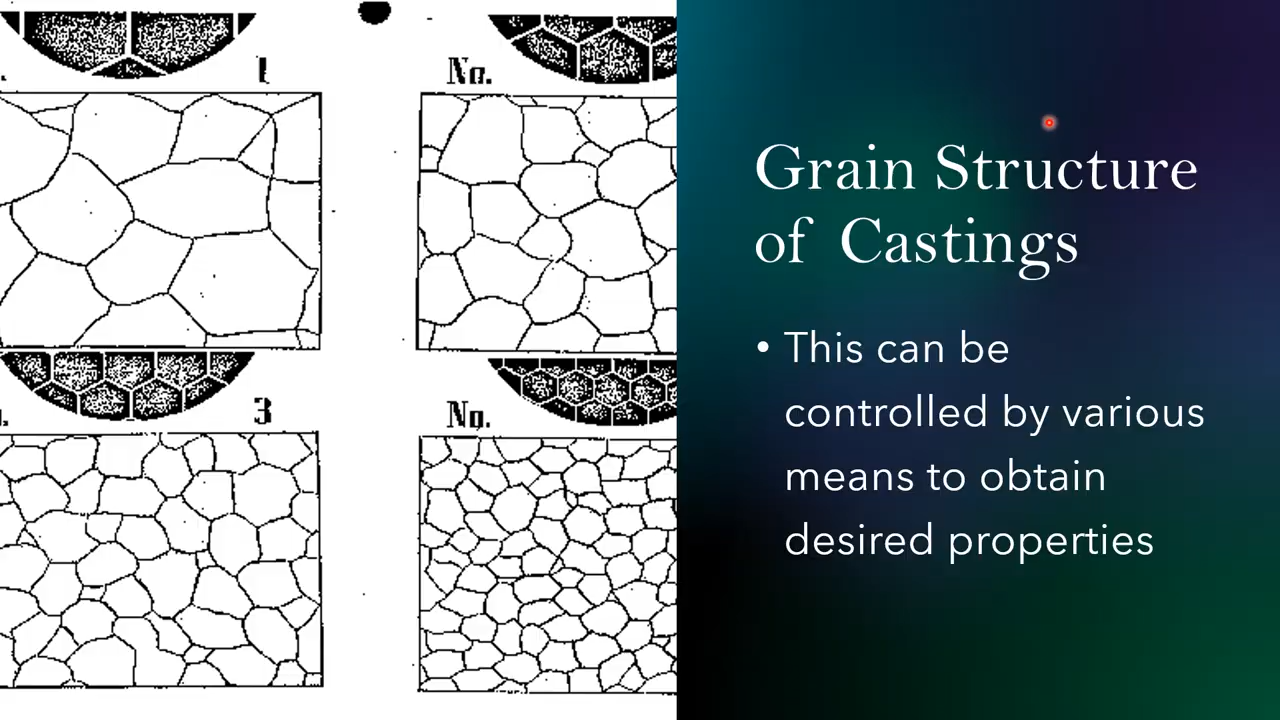 1
No.
3
No.
Grain Structure
of Castings
• This can be
controlled by various
means to obtain
desired properties